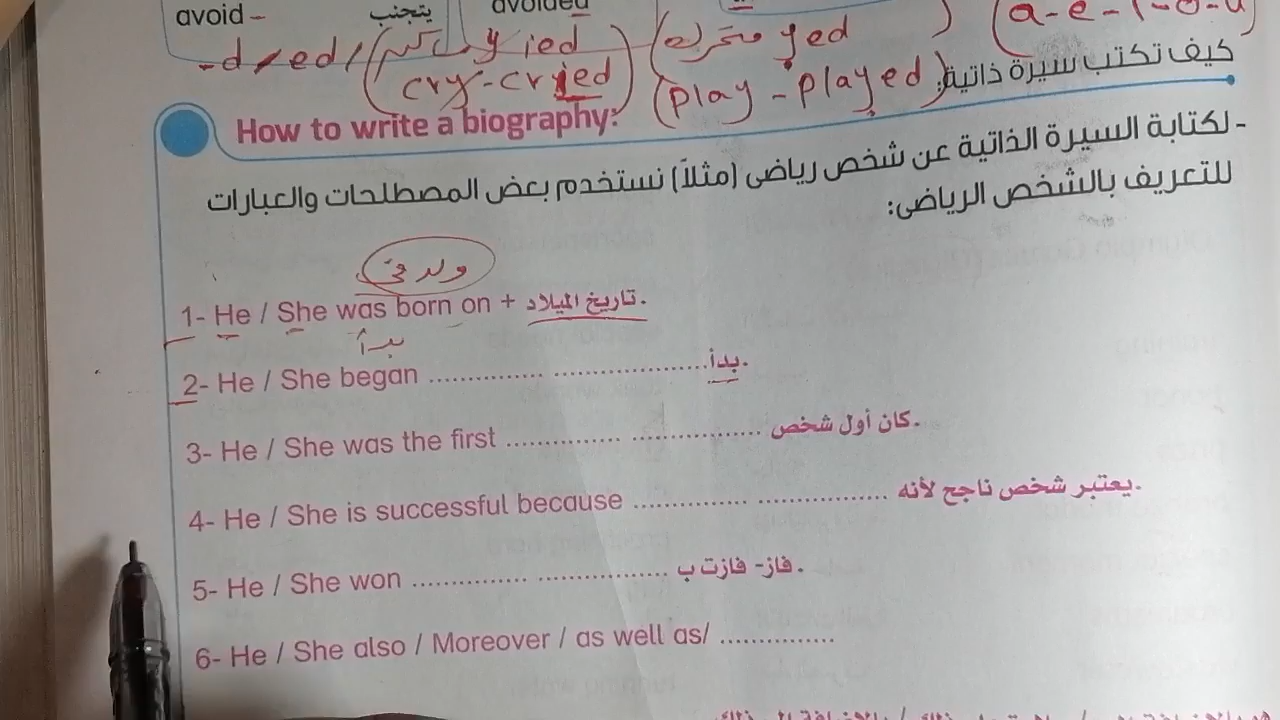 avoid – يتجنب avoided
-d / ed / ied y (a-e-i-o-u)
yed
cry-cried play - played
كيف تكتب سيرة ذاتية:
How to write a biography:
- لكتابة السيرة الذاتية عن شخص رياضى (مثلاً) نستخدم بعض المصطلحات والعبارات
للتعريف بالشخص الرياضى:
ولد فى
1- He / She was born on + تاريخ الميلاد.
بدأ
2- He / She began ............... .....................بدأ.
3- He / She was the first ............... ................. كان أول شخص.
4- He / She is successful because ............... ................. يعتبر شخص ناجح لأنه.
5- He / She won ............... ................. فاز- فازت ب.
6- He / She also / Moreover / as well as/ ...............